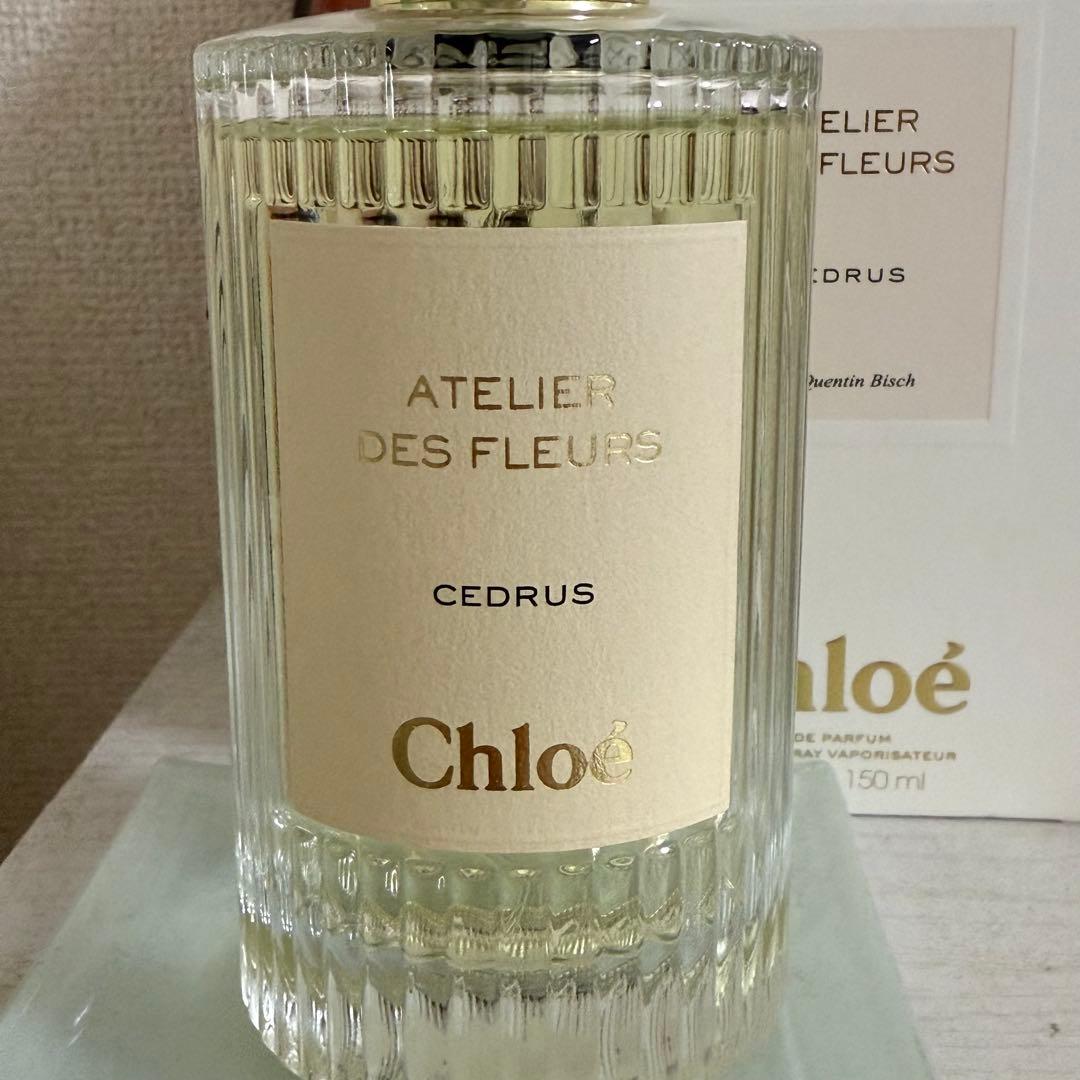 ATELIER
DES FLEURS
CEDRUS
Chloé
ELIER
FLEURS
EDRUS
Quentin Bisch
hloé
DE PARFUM
RAY VAPORISATEUR
150 ml